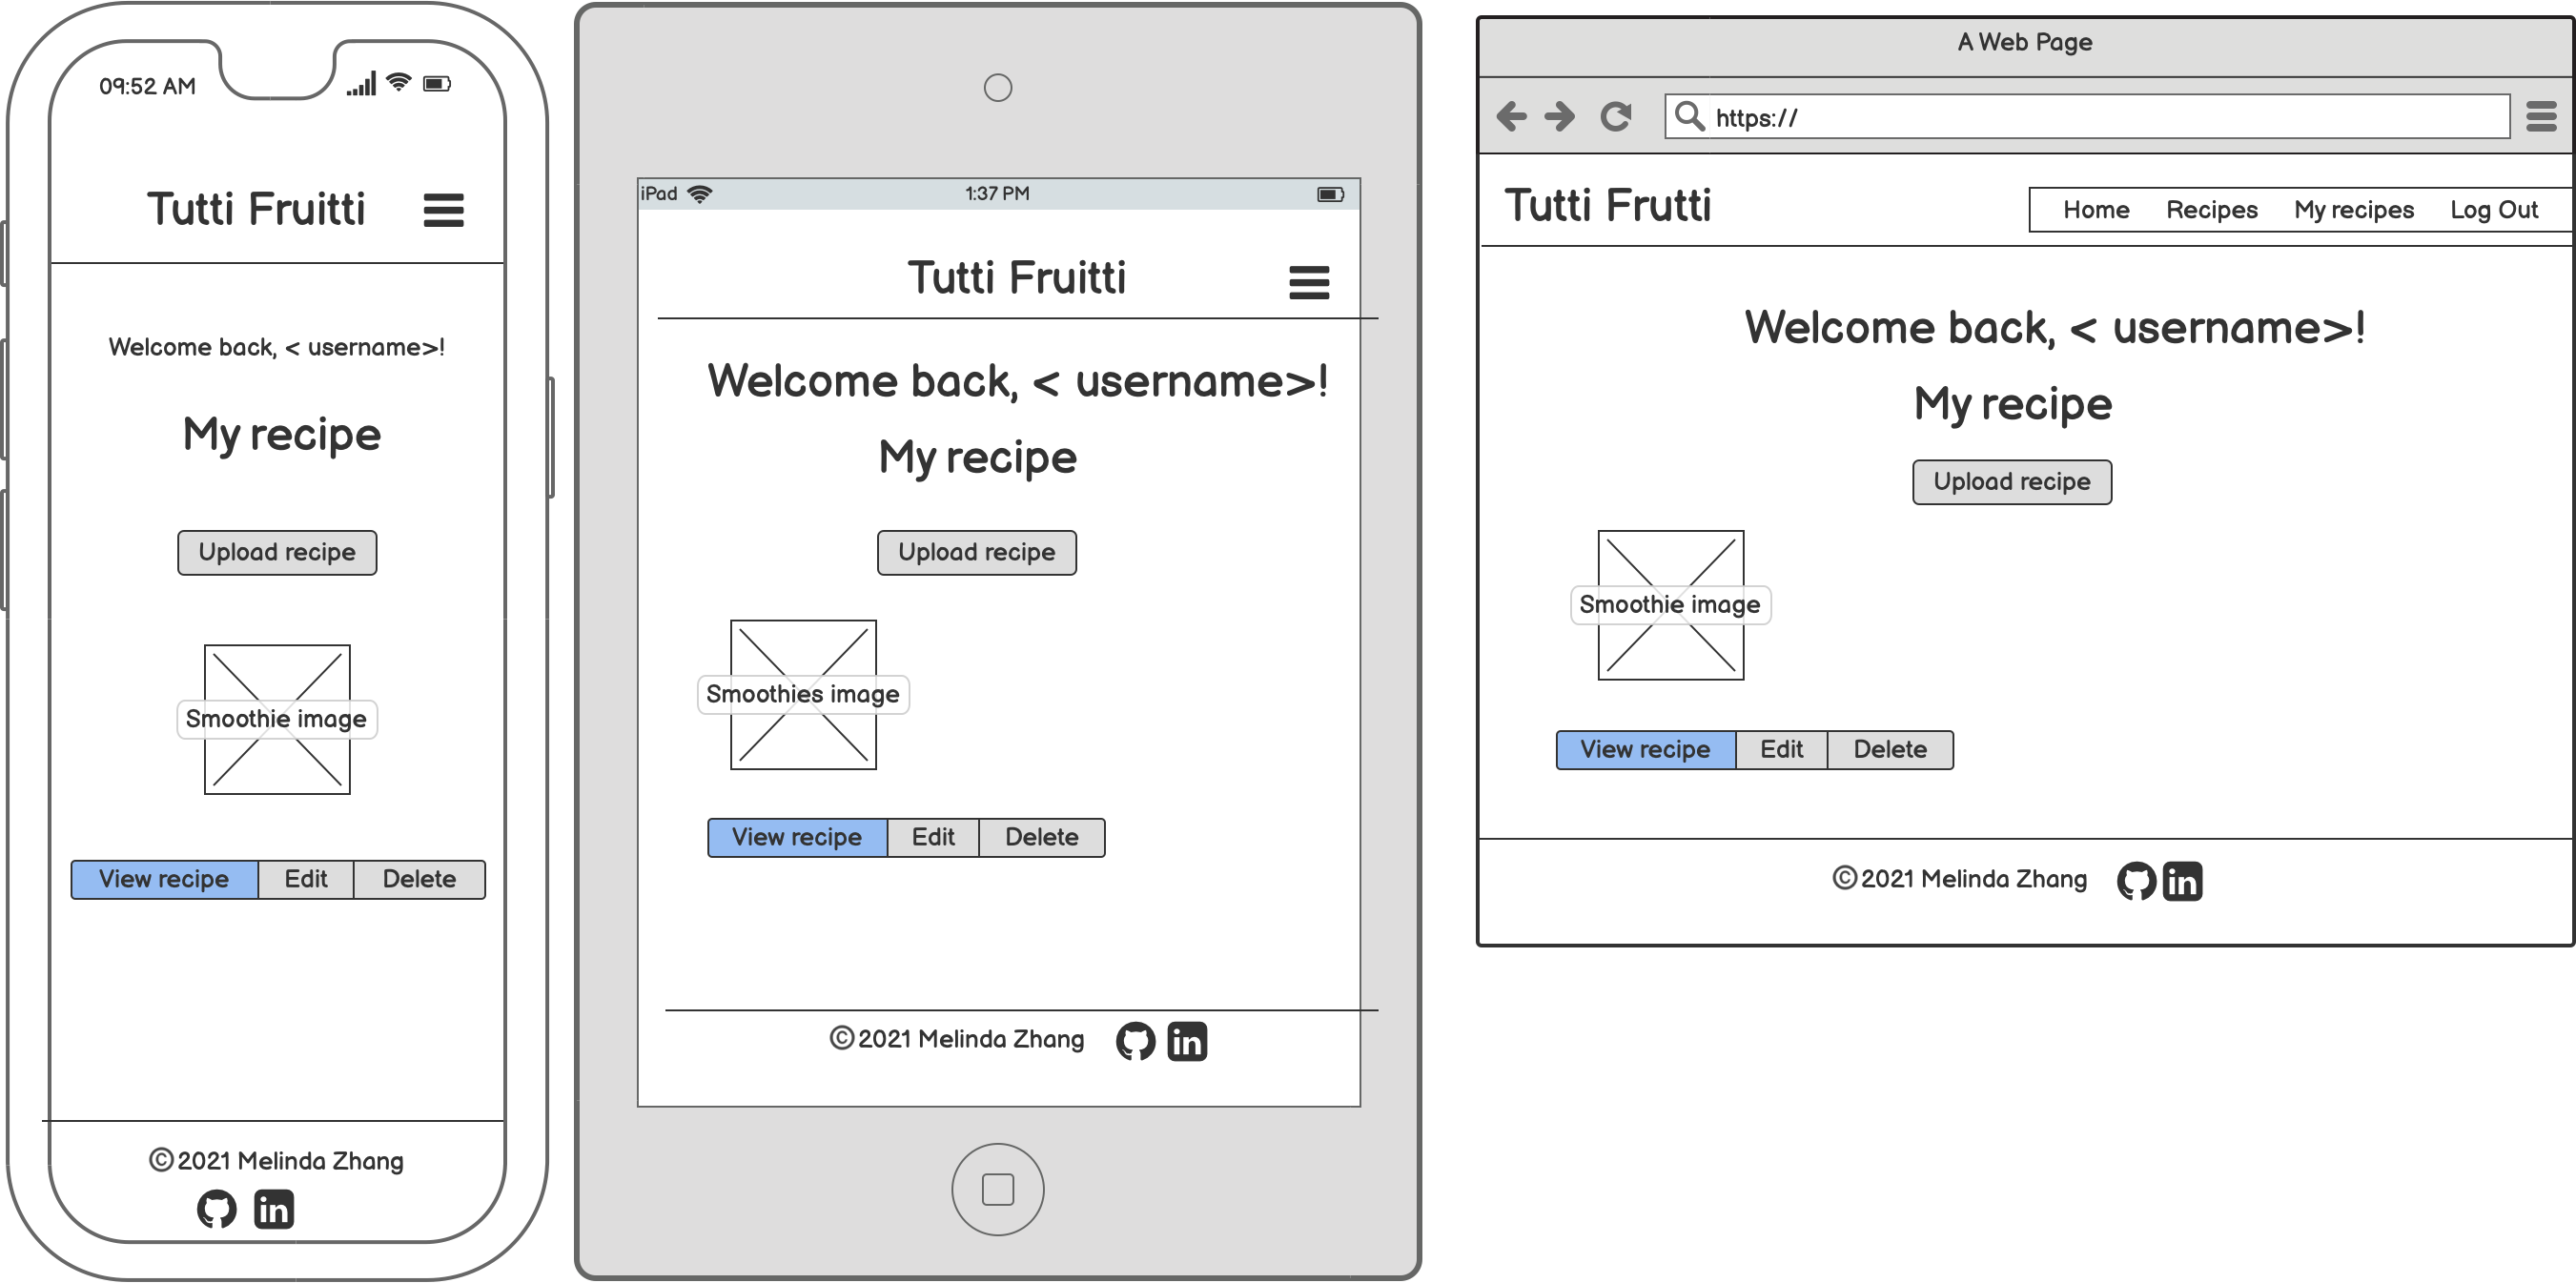 09:52 AM
Tutti Fruitti
Welcome back, < username>!
My recipe
Upload recipe
Smoothie image
View recipe Edit Delete
©2021 Melinda Zhang
in
iPad 1:37 PM
Tutti Fruitti
Welcome back, < username>!
My recipe
Upload recipe
Smoothies image
View recipe Edit Delete
©2021 Melinda Zhang
in
A Web Page
https://
Tutti Frutti
Home Recipes My recipes Log Out
Welcome back, < username>!
My recipe
Upload recipe
Smoothie image
View recipe Edit Delete
©2021 Melinda Zhang
in